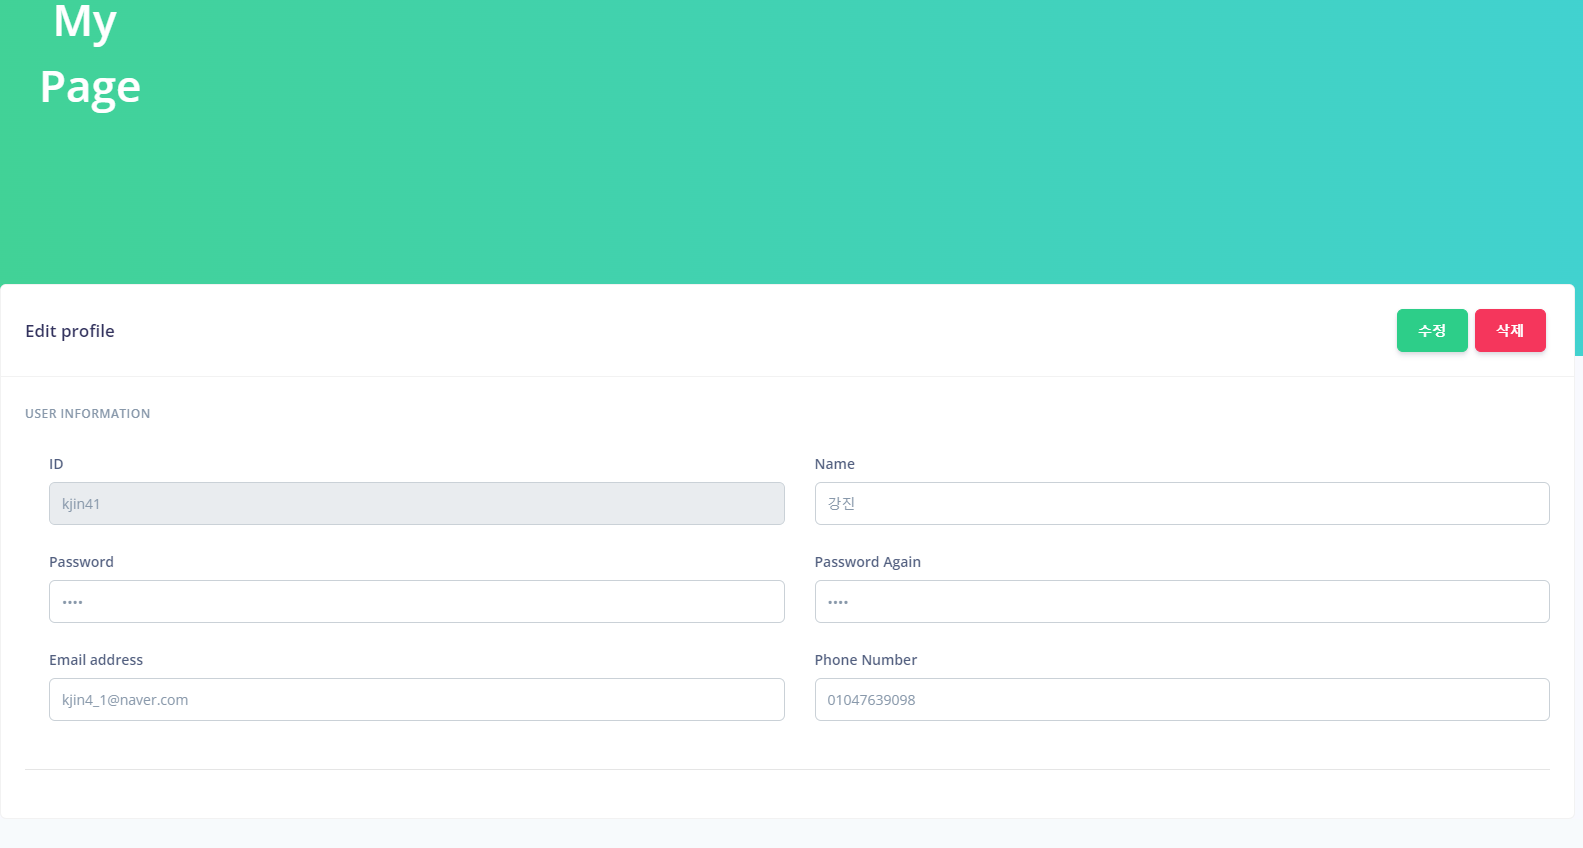 My
Page
Edit profile
수정
삭제
USER INFORMATION
ID
Name
kjin41
강진
Password
Password Again
••••
••••
Email address
Phone Number
kjin4_1@naver.com
01047639098